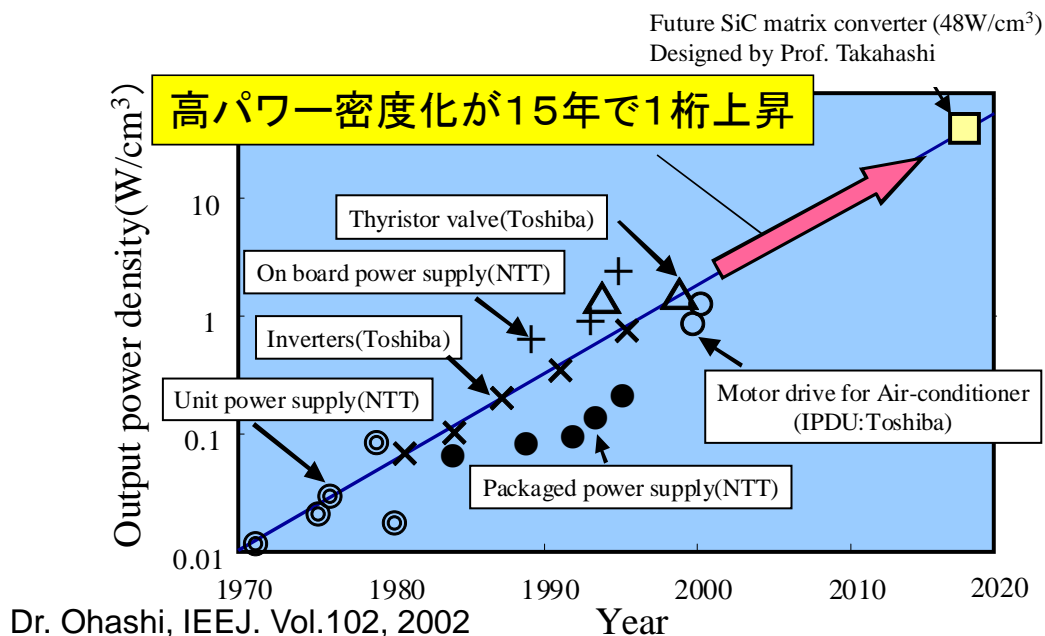 Future SiC matrix converter (48W/cm³)
Designed by Prof. Takahashi
高パワー密度化が15年で1桁上昇
Output power density(W/cm³)
10
1
0.1
0.01
Thyristor valve(Toshiba)
On board power supply(NTT)
Inverters(Toshiba)
Unit power supply(NTT)
Motor drive for Air-conditioner
(IPDU:Toshiba)
Packaged power supply(NTT)
1970
1980
1990
2000
2010
2020
Year
Dr. Ohashi, IEEJ. Vol.102, 2002